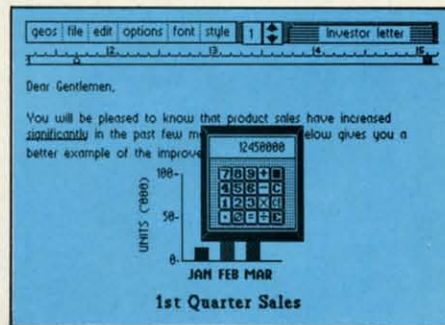 geos file edit options font style 1 Investor letter
12 13 14 15
Dear Gentlemen,
You will be pleased to know that product sales have increased
significantly in the past few m elow gives you a
better example of the improve
12450000
7 8 9 +
4 5 6 - C
1 2 3 X
. 0 = ÷ E
100-
50-
0-
UNITS ('000)
JAN FEB MAR
1st Quarter Sales